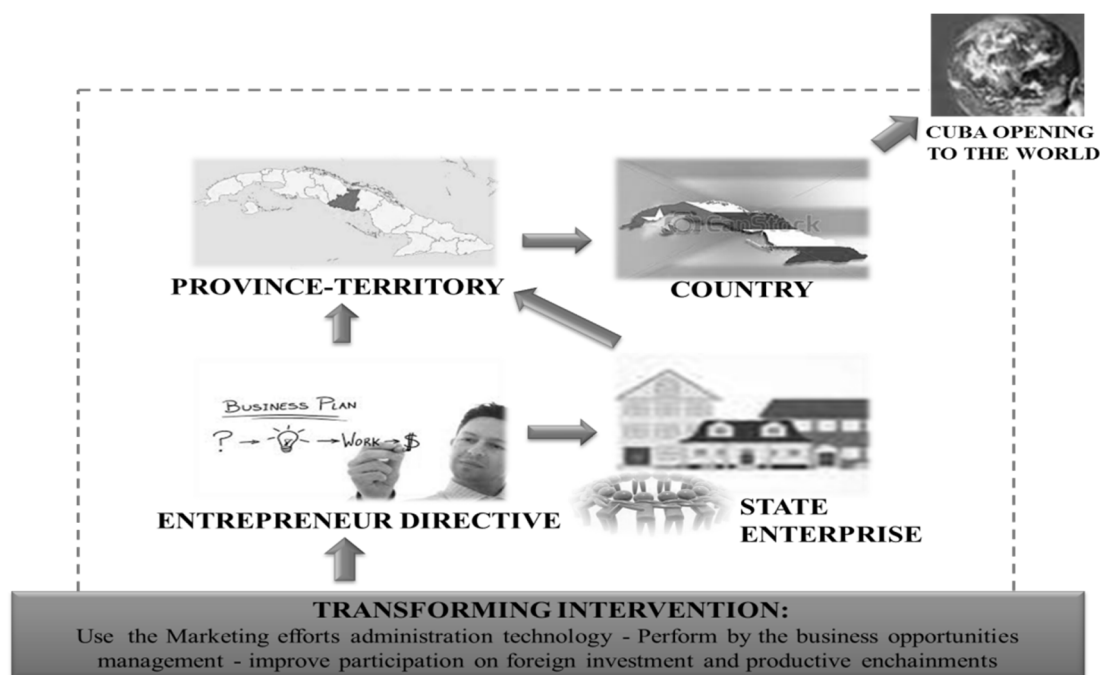 CUBA OPENING
TO THE WORLD
PROVINCE-TERRITORY
CanStock
COUNTRY
BUSINESS PLAN
? → → WORK → $
ENTREPRENEUR DIRECTIVE
STATE
ENTERPRISE
TRANSFORMING INTERVENTION:
Use the Marketing efforts administration technology - Perform by the business opportunities
management - improve participation on foreign investment and productive enchainments